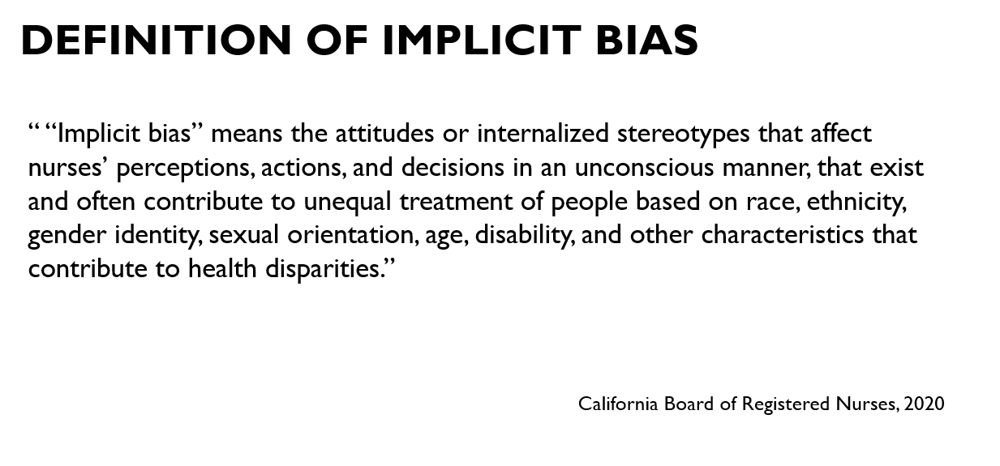 DEFINITION OF IMPLICIT BIAS
“ “Implicit bias” means the attitudes or internalized stereotypes that affect
nurses’ perceptions, actions, and decisions in an unconscious manner, that exist
and often contribute to unequal treatment of people based on race, ethnicity,
gender identity, sexual orientation, age, disability, and other characteristics that
contribute to health disparities.”
California Board of Registered Nurses, 2020